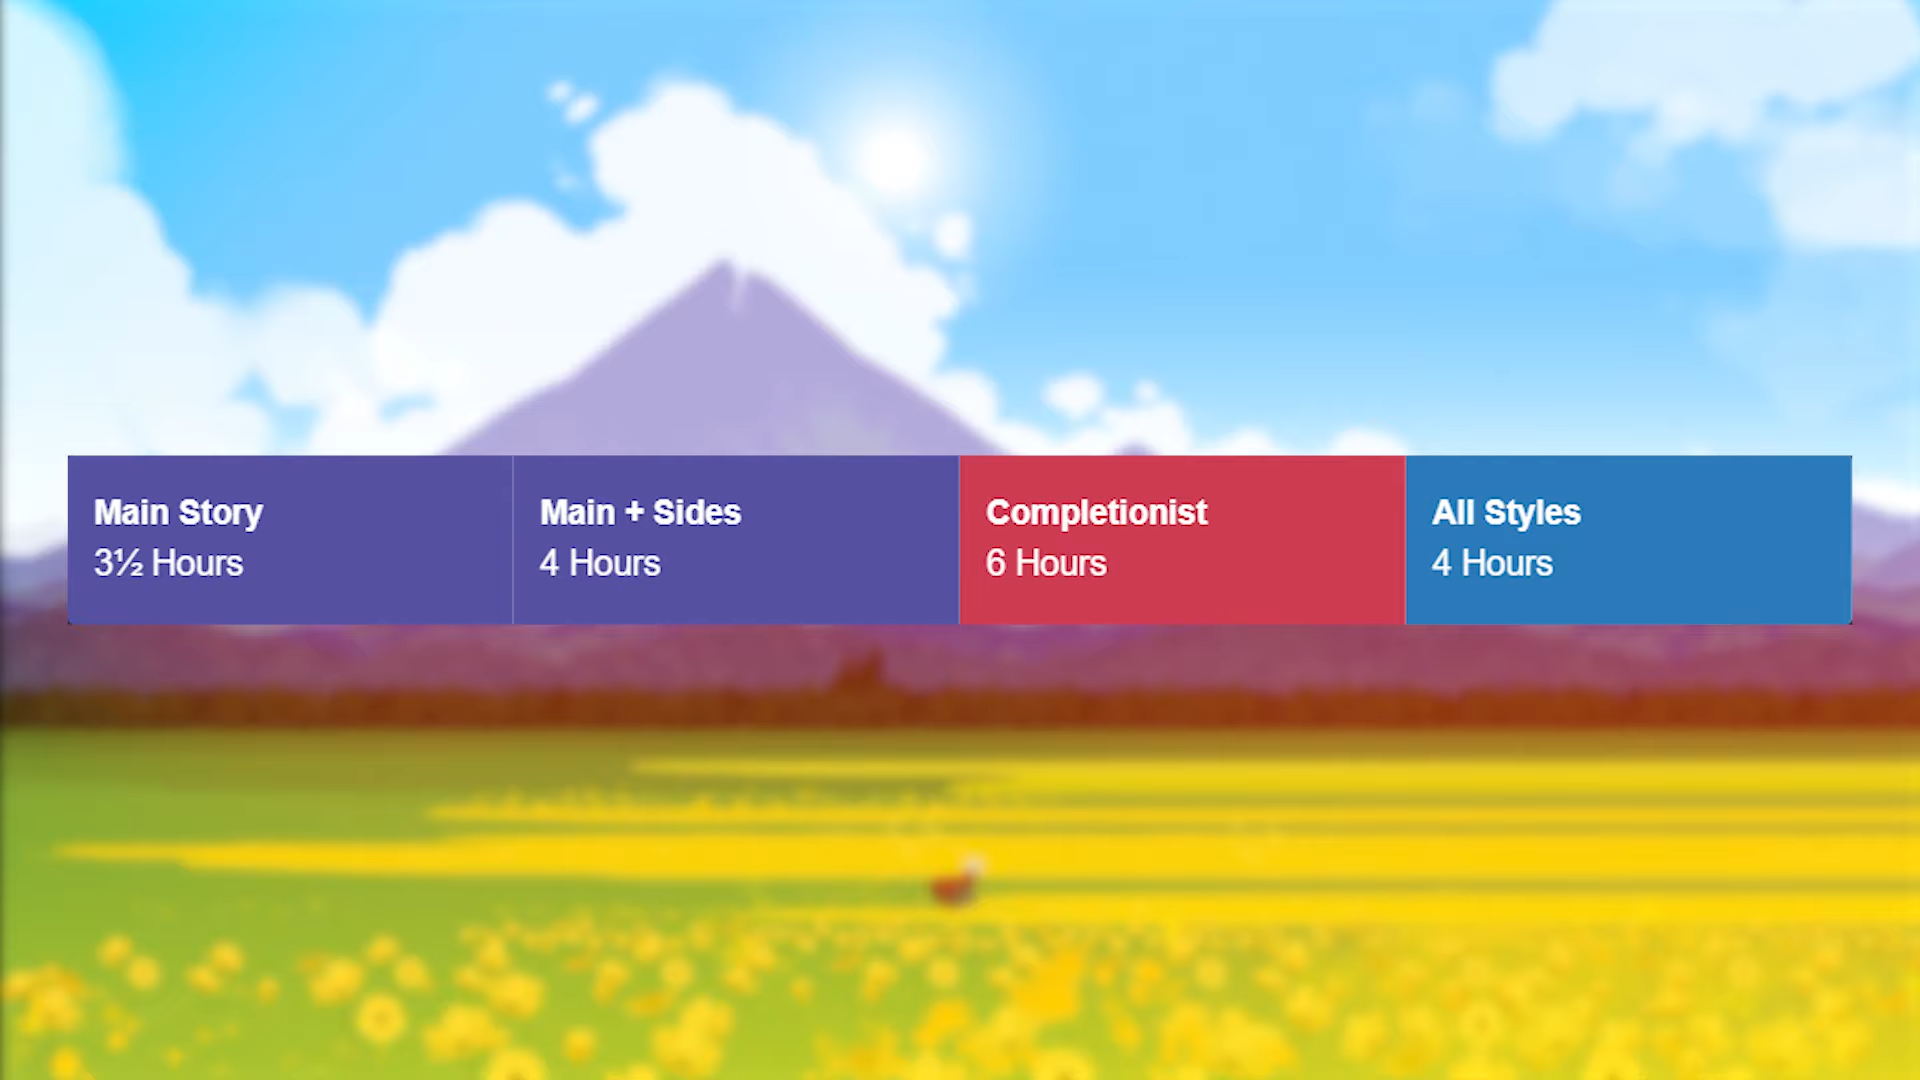 Main Story
3½ Hours
Main + Sides
4 Hours
Completionist
6 Hours
All Styles
4 Hours